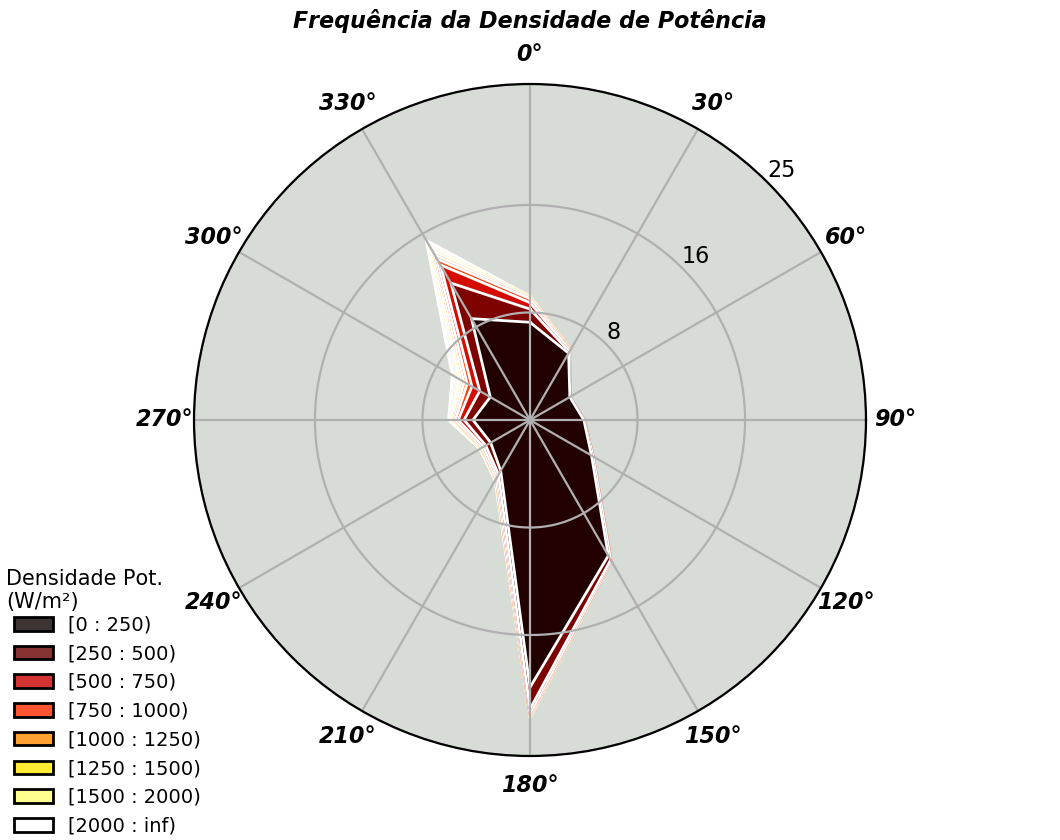 Frequência da Densidade de Potência
0°
330°
30°
25
300°
60°
16
8
270°
90°
240°
120°
210°
150°
180°
Densidade Pot.
(W/m²)
[0 : 250)
[250 : 500)
[500 : 750)
[750 : 1000)
[1000 : 1250)
[1250 : 1500)
[1500 : 2000)
[2000 : inf)